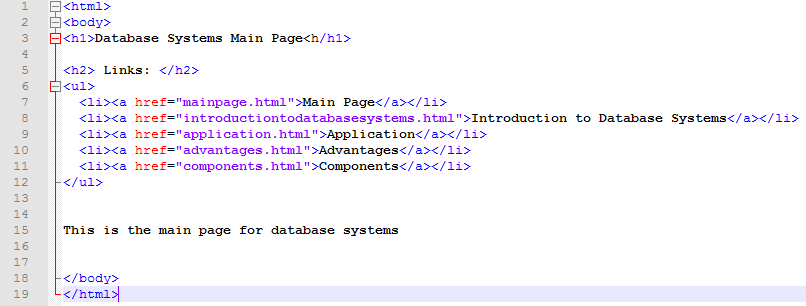 1 <html>
2 <body>
3 <h1>Database Systems Main Page<h/h1>
4
5 <h2> Links: </h2>
6 <ul>
7   <li><a href="mainpage.html">Main Page</a></li>
8   <li><a href="introductiontodatabasesystems.html">Introduction to Database Systems</a></li>
9   <li><a href="application.html">Application</a></li>
10   <li><a href="advantages.html">Advantages</a></li>
11   <li><a href="components.html">Components</a></li>
12 </ul>
13
14
15 This is the main page for database systems
16
17
18 </body>
19 </html>